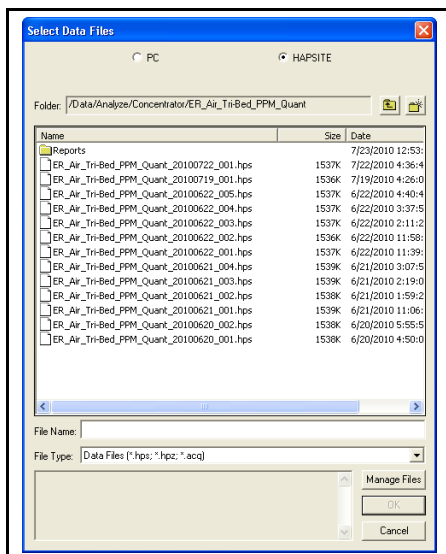 Select Data Files
PC HAPSITE
Folder: /Data/Analyze/Concentrator/ER_Air_Tri-Bed_PPM_Quant
Name Size Date
Reports 7/23/2010 12:53:
ER_Air_Tri-Bed_PPM_Quant_20100722_001.hps 1537K 7/22/2010 4:36:4
ER_Air_Tri-Bed_PPM_Quant_20100719_001.hps 1536K 7/19/2010 4:26:0
ER_Air_Tri-Bed_PPM_Quant_20100622_005.hps 1537K 6/22/2010 4:40:4
ER_Air_Tri-Bed_PPM_Quant_20100622_004.hps 1537K 6/22/2010 3:37:5
ER_Air_Tri-Bed_PPM_Quant_20100622_003.hps 1537K 6/22/2010 2:11:2
ER_Air_Tri-Bed_PPM_Quant_20100622_002.hps 1536K 6/22/2010 11:58:
ER_Air_Tri-Bed_PPM_Quant_20100622_001.hps 1537K 6/22/2010 11:39:
ER_Air_Tri-Bed_PPM_Quant_20100621_004.hps 1539K 6/21/2010 3:07:5
ER_Air_Tri-Bed_PPM_Quant_20100621_003.hps 1539K 6/21/2010 2:19:0
ER_Air_Tri-Bed_PPM_Quant_20100621_002.hps 1538K 6/21/2010 1:59:2
ER_Air_Tri-Bed_PPM_Quant_20100621_001.hps 1539K 6/21/2010 11:06:
ER_Air_Tri-Bed_PPM_Quant_20100620_002.hps 1538K 6/20/2010 5:55:5
ER_Air_Tri-Bed_PPM_Quant_20100620_001.hps 1538K 6/20/2010 4:50:0
File Name:
File Type: Data Files (*.hps; *.hpz; *.acq)
Manage Files
OK
Cancel